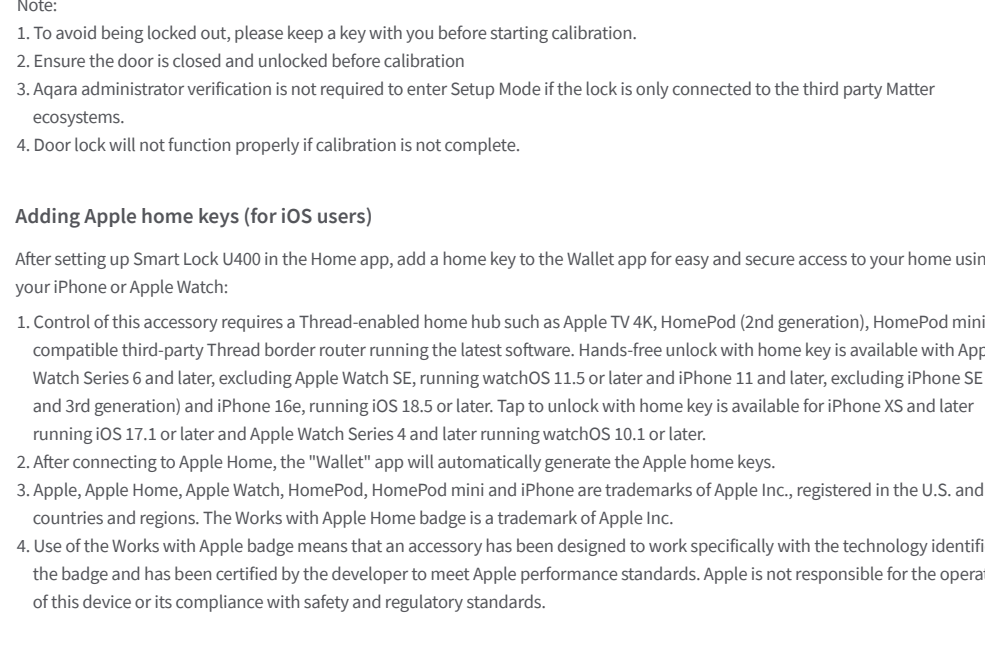 Note:
1. To avoid being locked out, please keep a key with you before starting calibration.
2. Ensure the door is closed and unlocked before calibration
3. Aqara administrator verification is not required to enter Setup Mode if the lock is only connected to the third party Matter
ecosystems.
4. Door lock will not function properly if calibration is not complete.
Adding Apple home keys (for iOS users)
After setting up Smart Lock U400 in the Home app, add a home key to the Wallet app for easy and secure access to your home
your iPhone or Apple Watch:
1. Control of this accessory requires a Thread-enabled home hub such as Apple TV 4K, HomePod (2nd generation), HomePod mini
compatible third-party Thread border router running the latest software. Hands-free unlock with home key is available with
Watch Series 6 and later, excluding Apple Watch SE, running watchOS 11.5 or later and iPhone 11 and later, excluding iPhone SE
and 3rd generation) and iPhone 16e, running iOS 18.5 or later. Tap to unlock with home key is available for iPhone XS and later
running iOS 17.1 or later and Apple Watch Series 4 and later running watchOS 10.1 or later.
2. After connecting to Apple Home, the "Wallet" app will automatically generate the Apple home keys.
3. Apple, Apple Home, Apple Watch, HomePod, HomePod mini and iPhone are trademarks of Apple Inc., registered in the U.S. and
countries and regions. The Works with Apple Home badge is a trademark of Apple Inc.
4. Use of the Works with Apple badge means that an accessory has been designed to work specifically with the technology
the badge and has been certified by the developer to meet Apple performance standards. Apple is not responsible for the
of this device or its compliance with safety and regulatory standards.